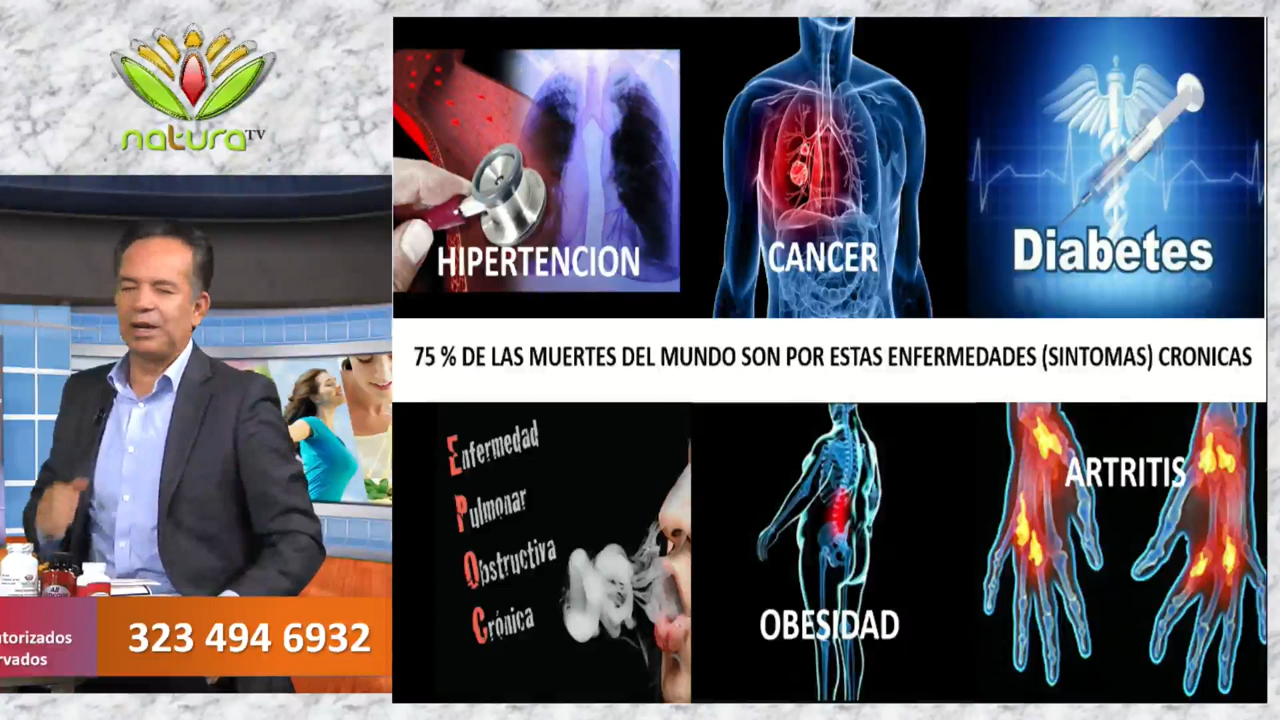 natura TV
HIPERTENCION
CANCER
Diabetes
75 % DE LAS MUERTES DEL MUNDO SON POR ESTAS ENFERMEDADES (SINTOMAS) CRONICAS
Enfermedad
Pulmonar
Obstructiva
Crónica
OBESIDAD
ARTRITIS
utorizados
rvados
323 494 6932